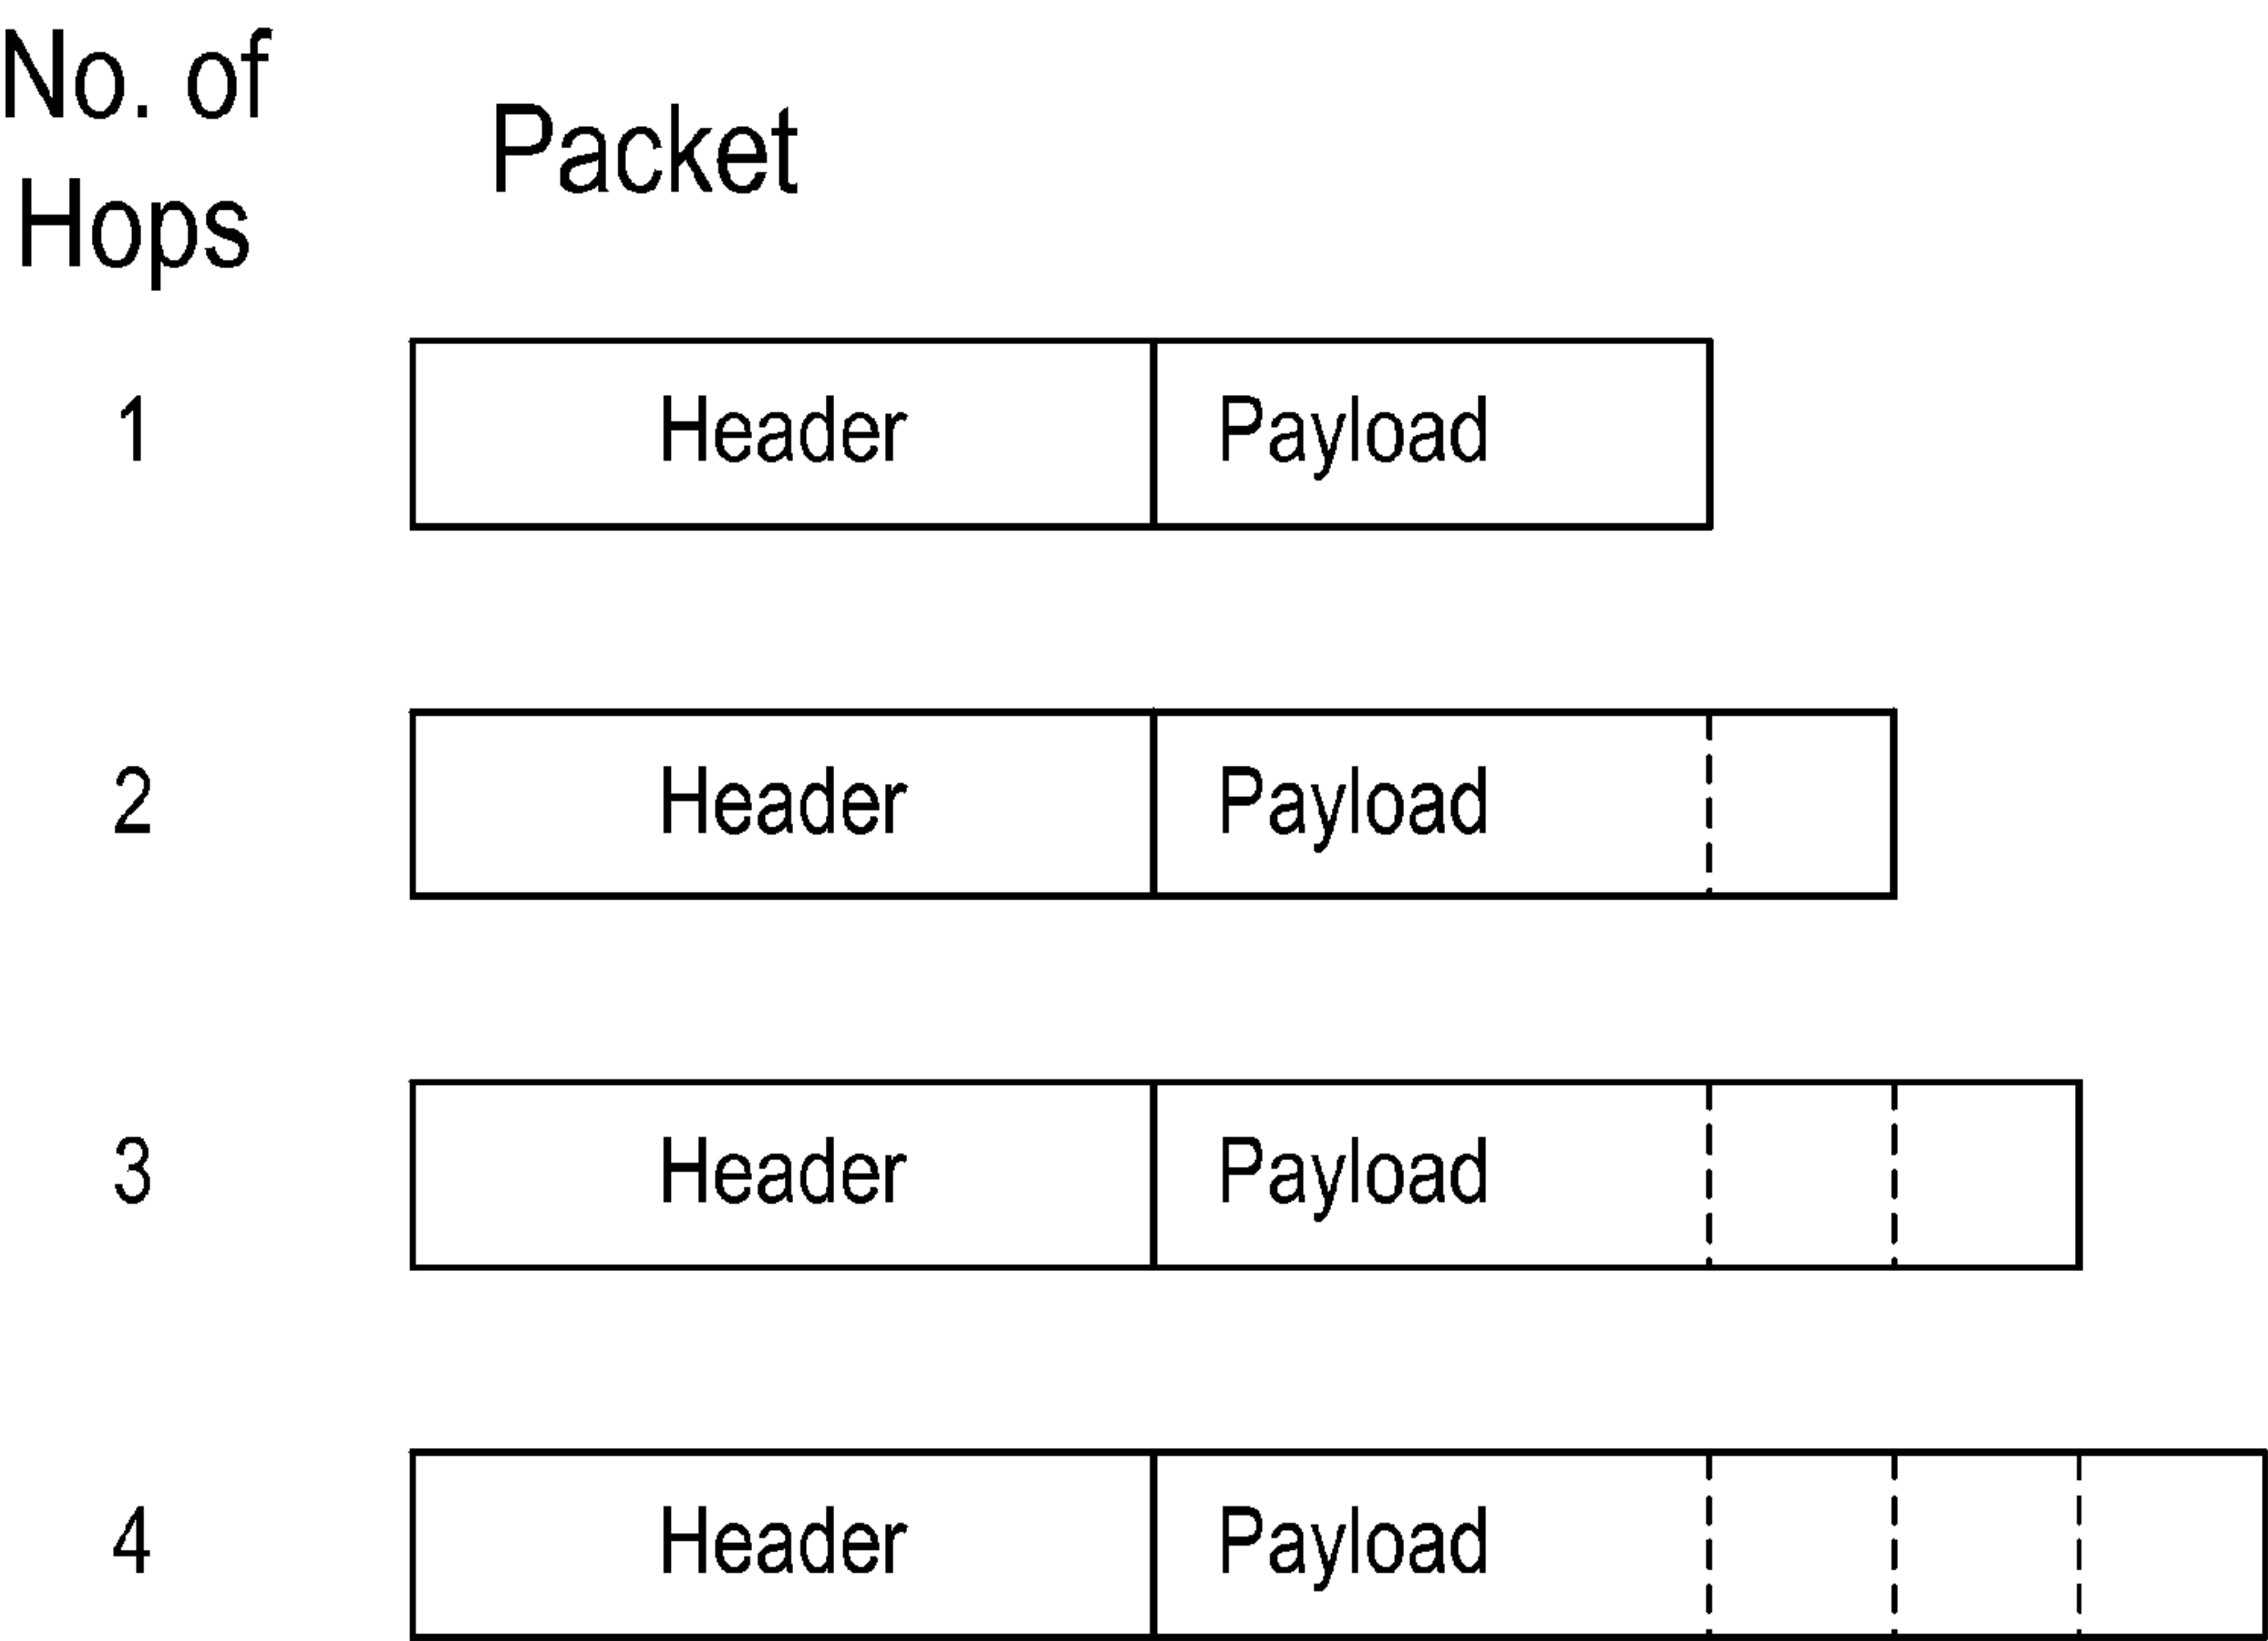 No. of
Hops
Packet
1 Header Payload
2 Header Payload
3 Header Payload
4 Header Payload